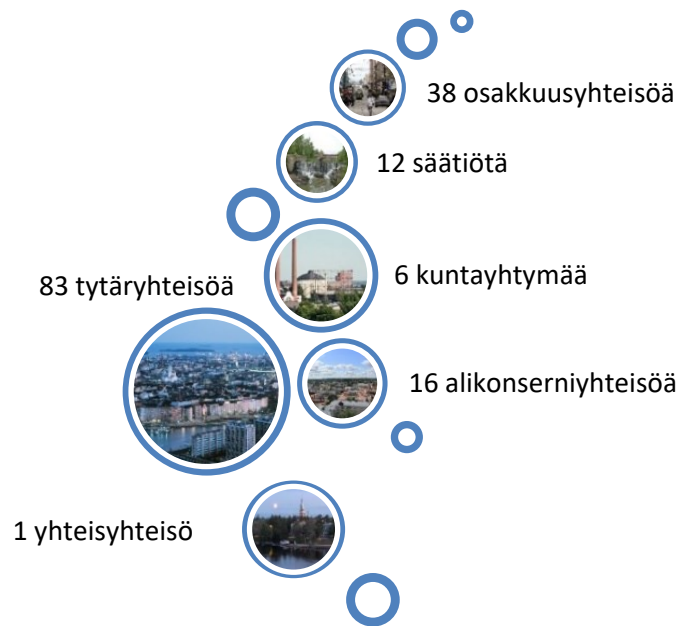 38 osakkuusyhteisöä
12 säätiötä
6 kuntayhtymää
83 tytäryhteisöä
16 alikonserniyhteisöä
1 yhteisyhteisö